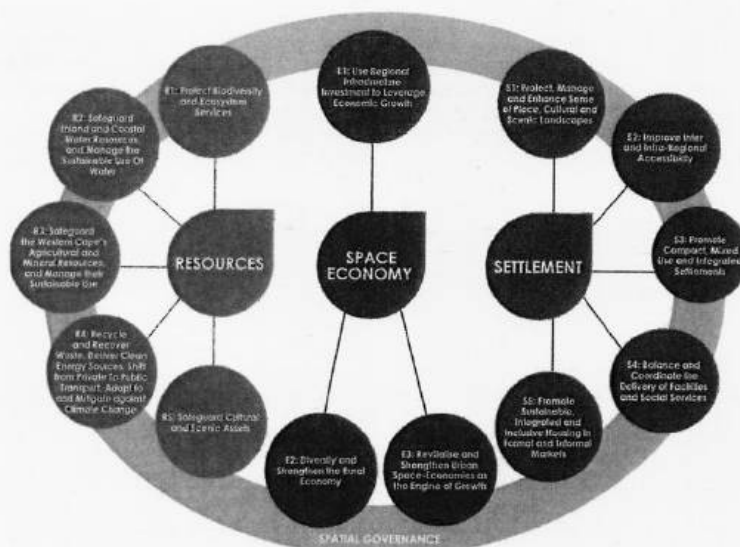 R1: Protect Biodiversity
and Ecosystem
Services
R2: Safeguard
Inland and Coastal
Water Resources,
and Manage the
Sustainable Use Of
Water
R3: Safeguard
the Western Cape's
Agricultural and
Mineral Resources,
and Manage their
Sustainable Use
R4: Recycle
and Recover
Waste, Deliver Clean
Energy Sources, Shift
from Private To Public
Transport, Adapt to
and Mitigate against
Climate Change
R5: Safeguard Cultural
and Scenic Assets
RESOURCES
E1: Use Regional
Infrastructure
Investment to Leverage
Economic Growth
SPACE
ECONOMY
E2: Diversify and
Strengthen the Rural
Economy
E3: Revitalise and
Strengthen Urban
Space-Economies as
the Engine of Growth
S1: Protect, Manage
and Enhance Sense
of Place, Cultural and
Scenic Landscapes
S2: Improve Inter
and Intra-Regional
Accessibility
S3: Promote
Compact, Mixed
Use and Integrated
Settlements
S4: Balance and
Coordinate the
Delivery of Facilities
and Social Services
S5: Promote
Sustainable,
Integrated and
Inclusive Housing in
Formal and Informal
Markets
SETTLEMENT
SPATIAL GOVERNANCE